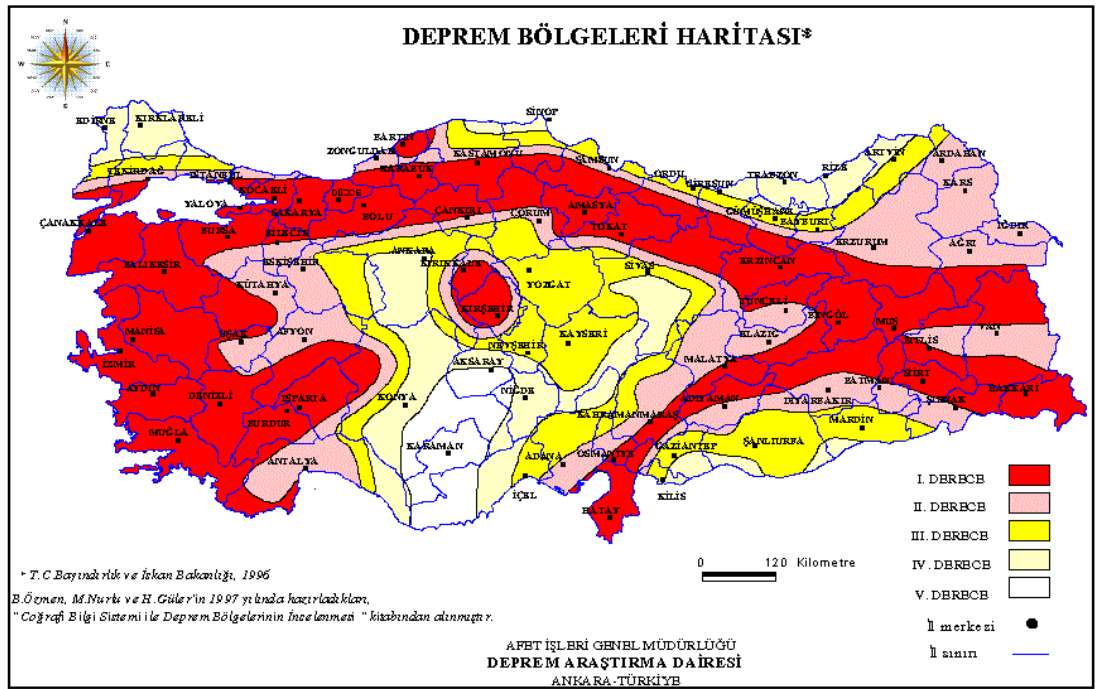 DEPREM BÖLGELERİ HARİTASI*
N
W
E
S
SİNOP
EDİRNE
KIRKLARELİ
BARTIN
ZONGULDAK
KASTAMONU
KARABÜK
SAMSUN
ARTVİN
ARDAHAN
RİZE
TRABZON
ORDU
GİRESUN
KARS
TEKİRDAĞ
İSTANBUL
KOCAELİ
DÜZCE
YALOVA
SAKARYA
BOLU
ÇANKIRI
ÇORUM
AMASYA
TOKAT
GÜMÜŞHANE
BAYBURT
ERZURUM
AĞRI
IĞDIR
ÇANAKKALE
BURSA
BİLECİK
ANKARA
KIRIKKALE
SİVAS
ERZİNCAN
BALIKESİR
ESKİŞEHİR
KÜTAHYA
YOZGAT
KIRŞEHİR
TUNCELİ
BİNGÖL
MUŞ
VAN
MANİSA
UŞAK
AFYON
NEVŞEHİR
KAYSERİ
ELAZIĞ
BİTLİS
İZMİR
AKSARAY
MALATYA
SİİRT
AYDIN
DENİZLİ
ISPARTA
BURDUR
KONYA
NİĞDE
KAHRAMANMARAŞ
ADIYAMAN
DİYARBAKIR
BATMAN
ŞIRNAK
HAKKARİ
MUĞLA
ANTALYA
KARAMAN
ADANA
OSMANİYE
GAZİANTEP
ŞANLIURFA
MARDİN
İÇEL
KİLİS
HATAY
I. DERECE
II. DERECE
III. DERECE
IV. DERECE
V. DERECE
İl merkezi
İl sınırı
0 120 Kilometre
* T.C Bayındırlık ve İskan Bakanlığı, 1996
B.Özmen, M.Nurlu ve H.Güler'in 1997 yılında hazırladıkları,
" Coğrafi Bilgi Sistemi ile Deprem Bölgelerinin İncelenmesi " kitabından alınmıştır.
AFET İŞLERİ GENEL MÜDÜRLÜĞÜ
DEPREM ARAŞTIRMA DAİRESİ
ANKARA-TÜRKİYE